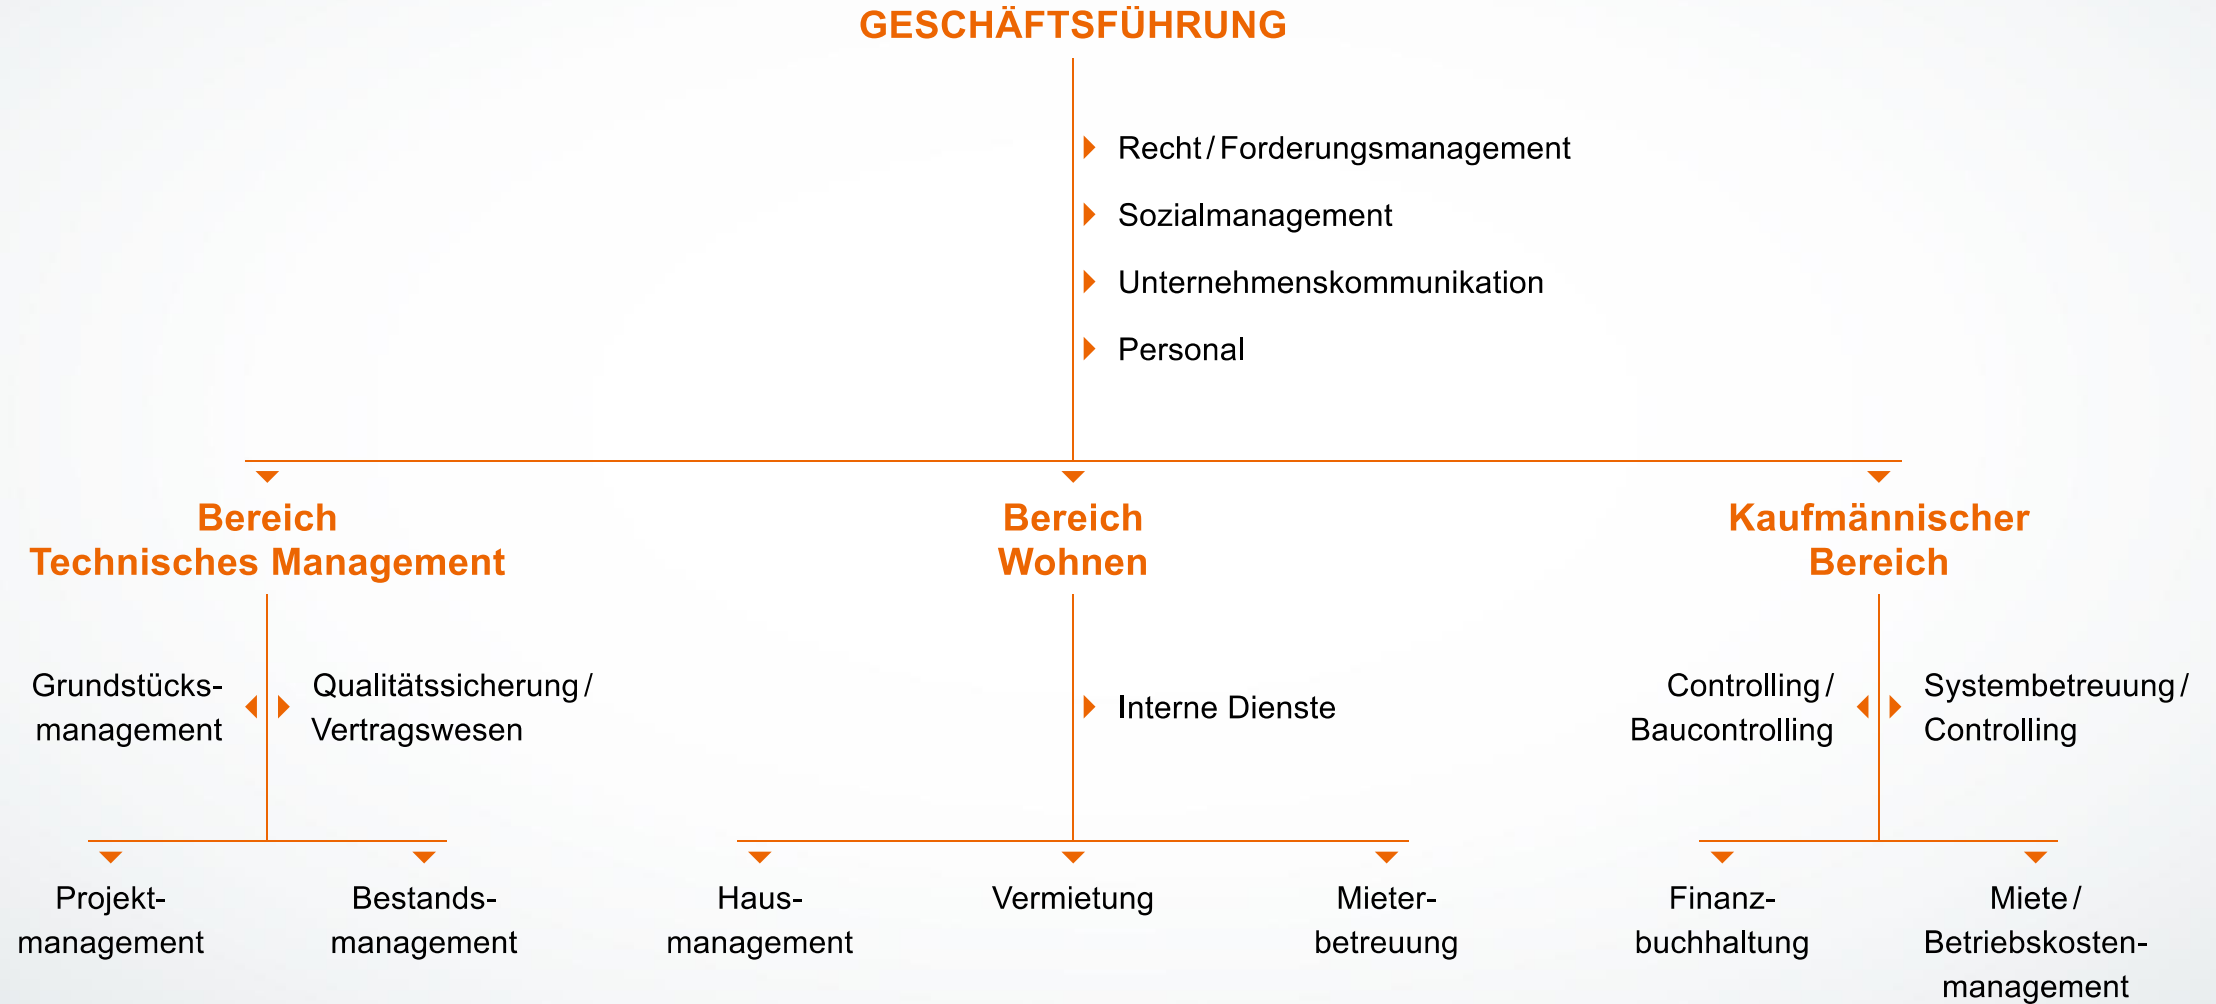 GESCHÄFTSFÜHRUNG
Recht/Forderungsmanagement
Sozialmanagement
Unternehmenskommunikation
Personal
Bereich
Technisches Management
Bereich
Wohnen
Kaufmännischer
Bereich
Grundstücks-
management
Qualitätssicherung/
Vertragswesen
Interne Dienste
Controlling/
Baucontrolling
Systembetreuung/
Controlling
Projekt-
management
Bestands-
management
Haus-
management
Vermietung
Mieter-
betreuung
Finanz-
buchhaltung
Miete/
Betriebskosten-
management